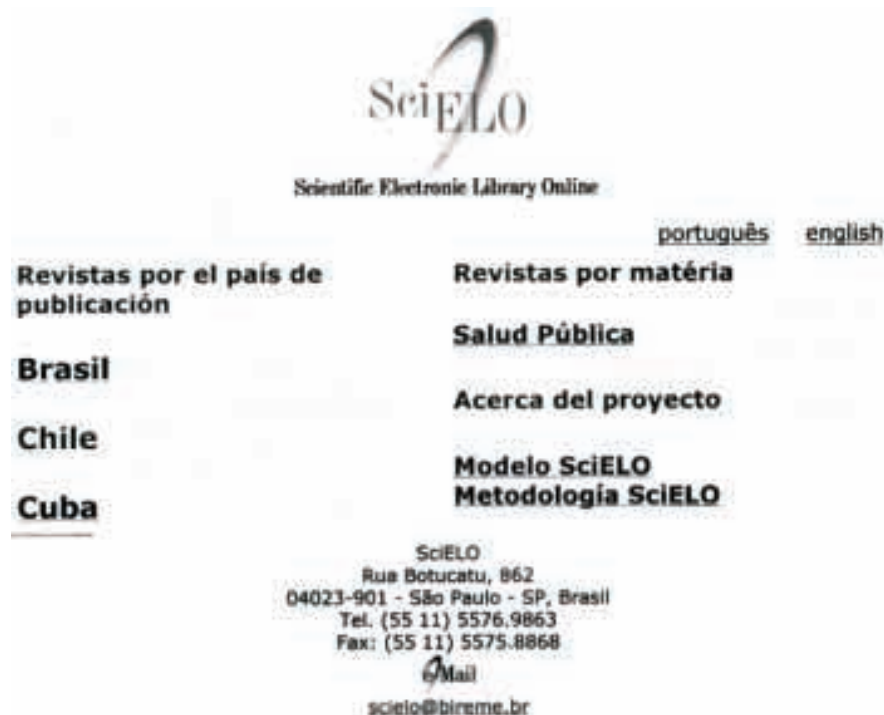 SciELO
Scientific Electronic Library Online
português english
Revistas por el país de
publicación
Brasil
Chile
Cuba
Revistas por matéria
Salud Pública
Acerca del proyecto
Modelo SciELO
Metodología SciELO
SciELO
Rua Botucatu, 862
04023-901 - São Paulo - SP, Brasil
Tel. (55 11) 5576.9863
Fax: (55 11) 5575.8868
e-Mail
scielo@bireme.br